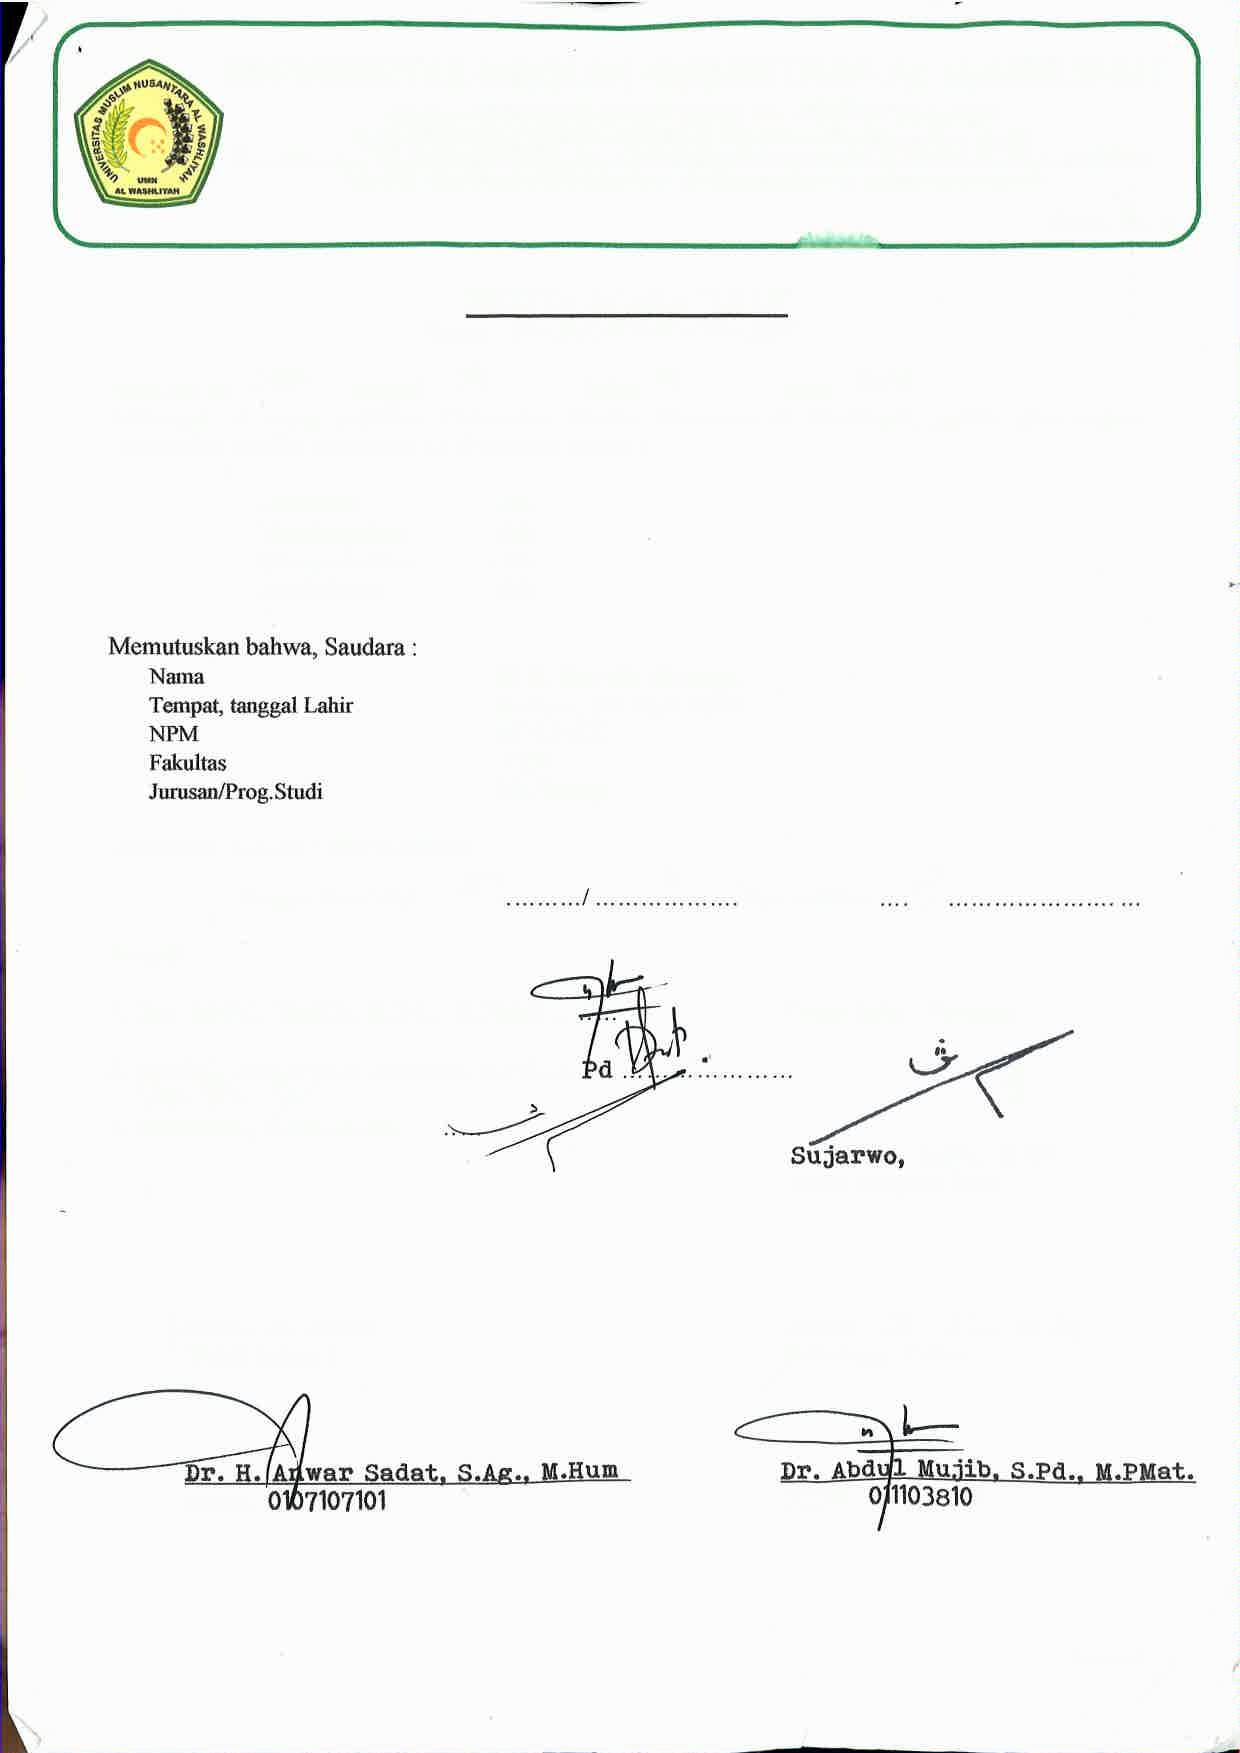 UNIVERSITAS MUSLIM NUSANTARA AL WASHLIYAH
UMN
AL WASHLIYAH
Memutuskan bahwa, Saudara :
Nama
Tempat, tanggal Lahir
NPM
Fakultas
Jurusan/Prog.Studi
........./.................. .... ..................... ...
.....
Pd .....................
.....
Sujarwo,
Dr. H. Anwar Sadat, S.Ag., M.Hum
Dr. Abdul Mujib, S.Pd., M.PMat.
0107107101
011103810